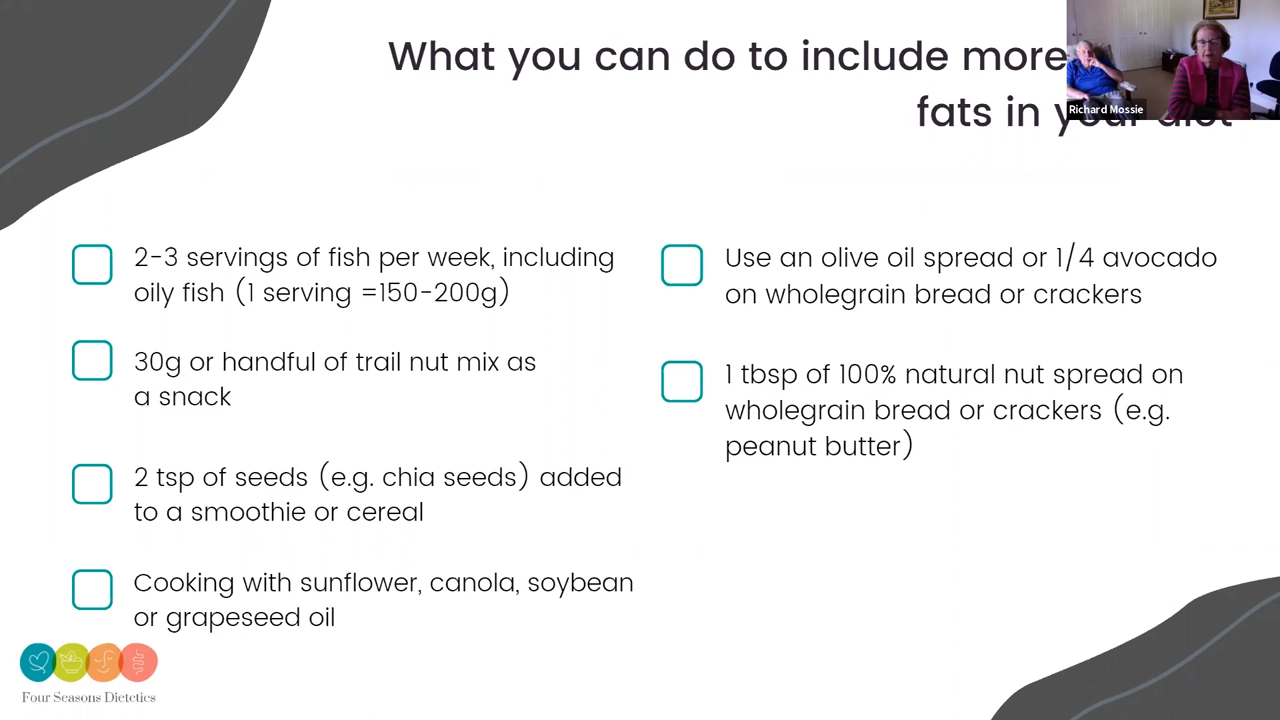 What you can do to include more
fats in your diet
Richard Mossie
2-3 servings of fish per week, including
oily fish (1 serving =150-200g)
30g or handful of trail nut mix as
a snack
2 tsp of seeds (e.g. chia seeds) added
to a smoothie or cereal
Cooking with sunflower, canola, soybean
or grapeseed oil
Use an olive oil spread or 1/4 avocado
on wholegrain bread or crackers
1 tbsp of 100% natural nut spread on
wholegrain bread or crackers (e.g.
peanut butter)
Four Seasons Dietetics